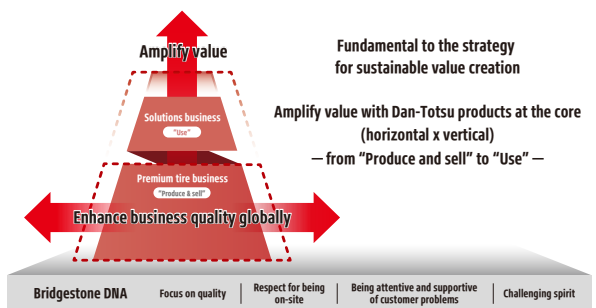 Amplify value
Solutions business
"Use"
Premium tire business
"Produce & sell"
Enhance business quality globally
Fundamental to the strategy
for sustainable value creation
Amplify value with Dan-Totsu products at the core
(horizontal x vertical)
— from “Produce and sell” to “Use” —
Bridgestone DNA
Focus on quality
Respect for being
on-site
Being attentive and supportive
of customer problems
Challenging spirit